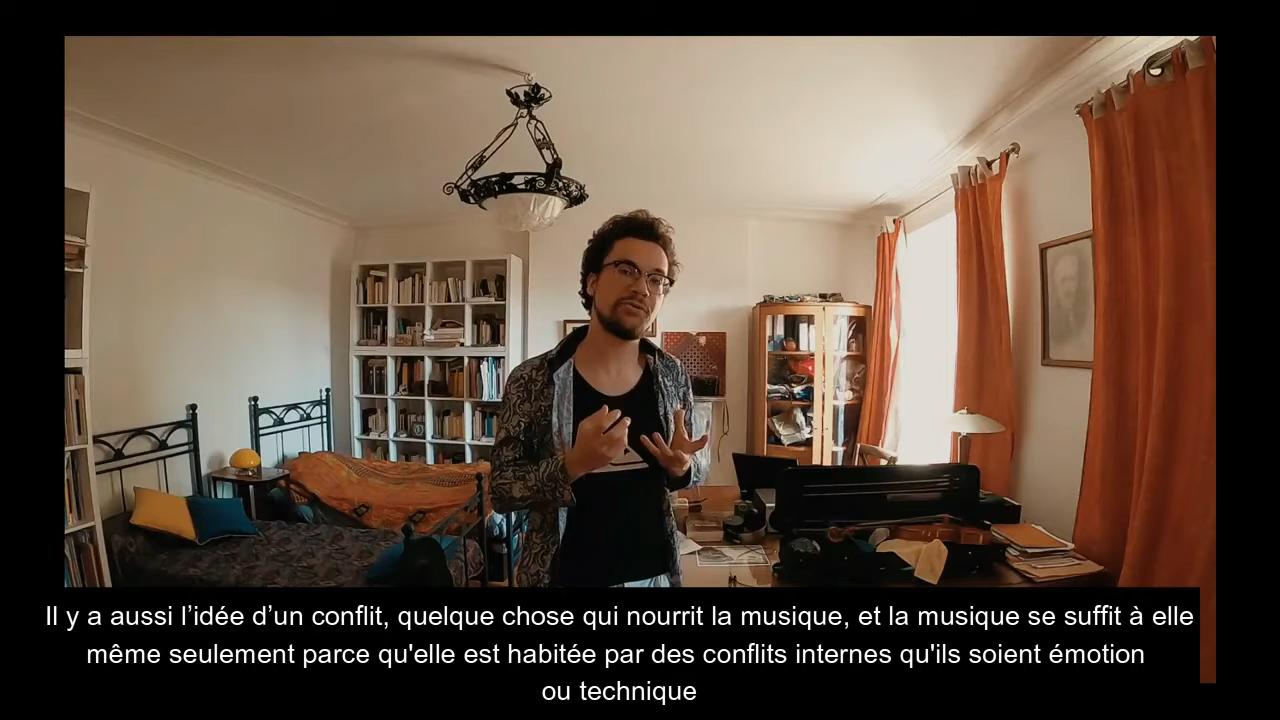 Il y a aussi l’idée d’un conflit, quelque chose qui nourrit la musique, et la musique se suffit à elle
même seulement parce qu'elle est habitée par des conflits internes qu'ils soient émotion
ou technique